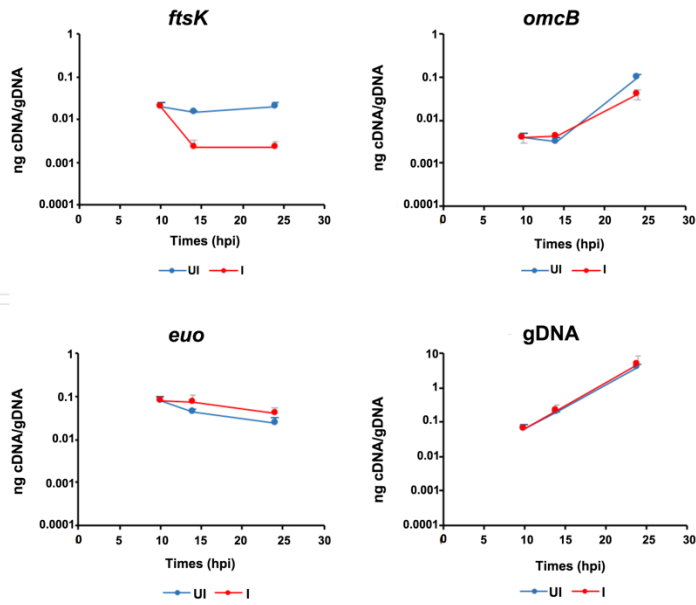 ftsK
1
0.1
0.01
0.001
0.0001
ng cDNA/gDNA
0 5 10 15 20 25 30
Times (hpi)
UI I
omcB
1
0.1
0.01
0.001
0.0001
ng cDNA/gDNA
0 5 10 15 20 25 30
Times (hpi)
UI I
euo
1
0.1
0.01
0.0001
ng cDNA/gDNA
0 5 10 15 20 25 30
Times (hpi)
UI I
gDNA
10
1
0.1
0.01
0.001
0.0001
ng cDNA/gDNA
0 5 10 15 20 25 30
Times (hpi)
UI I